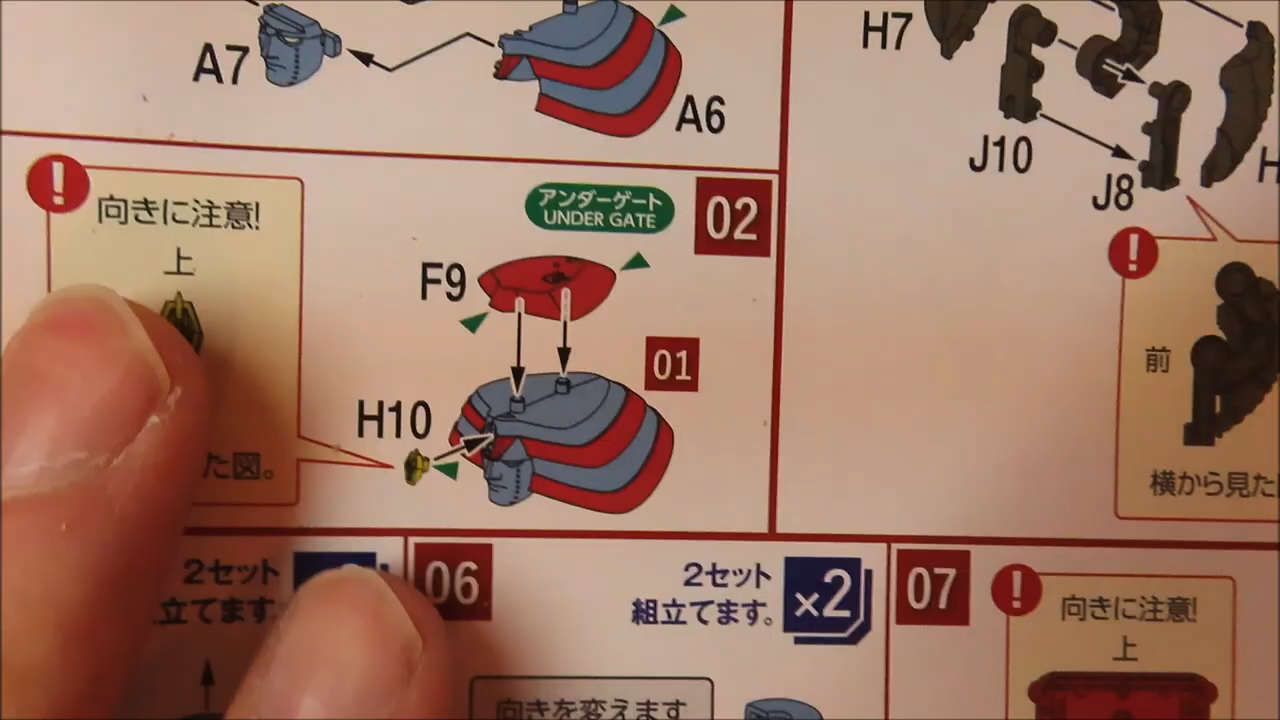 A7
A6
H7
J10
J8
H
!
向きに注意!
上
た図。
アンダーゲート
UNDER GATE
02
F9
01
H10
!
前
横から見た
2セット
立てます。
06
2セット
組立てます。
×2
向きを変えます
07
!
向きに注意!
上